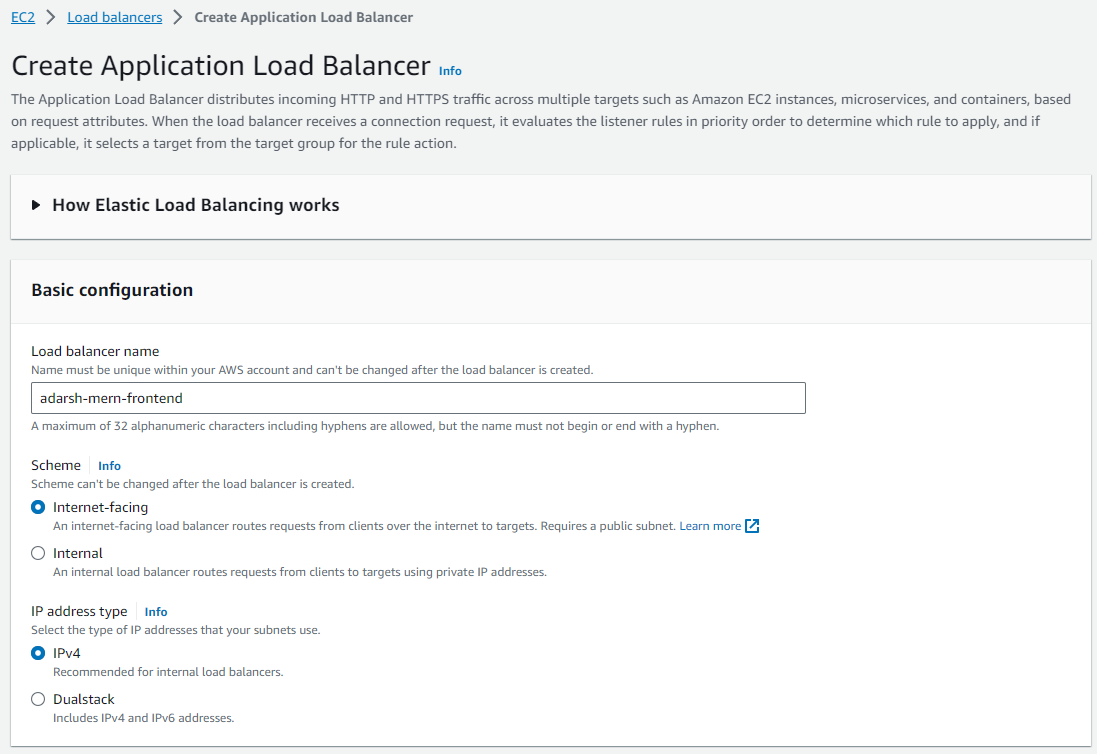 EC2 > Load balancers > Create Application Load Balancer
Create Application Load Balancer Info
The Application Load Balancer distributes incoming HTTP and HTTPS traffic across multiple targets such as Amazon EC2 instances, microservices, and containers, based
on request attributes. When the load balancer receives a connection request, it evaluates the listener rules in priority order to determine which rule to apply, and if
applicable, it selects a target from the target group for the rule action.
How Elastic Load Balancing works
Basic configuration
Load balancer name
Name must be unique within your AWS account and can't be changed after the load balancer is created.
adarsh-mern-frontend
A maximum of 32 alphanumeric characters including hyphens are allowed, but the name must not begin or end with a hyphen.
Scheme Info
Scheme can't be changed after the load balancer is created.
Internet-facing
An internet-facing load balancer routes requests from clients over the internet to targets. Requires a public subnet. Learn more
Internal
An internal load balancer routes requests from clients to targets using private IP addresses.
IP address type Info
Select the type of IP addresses that your subnets use.
IPv4
Recommended for internal load balancers.
Dualstack
Includes IPv4 and IPv6 addresses.